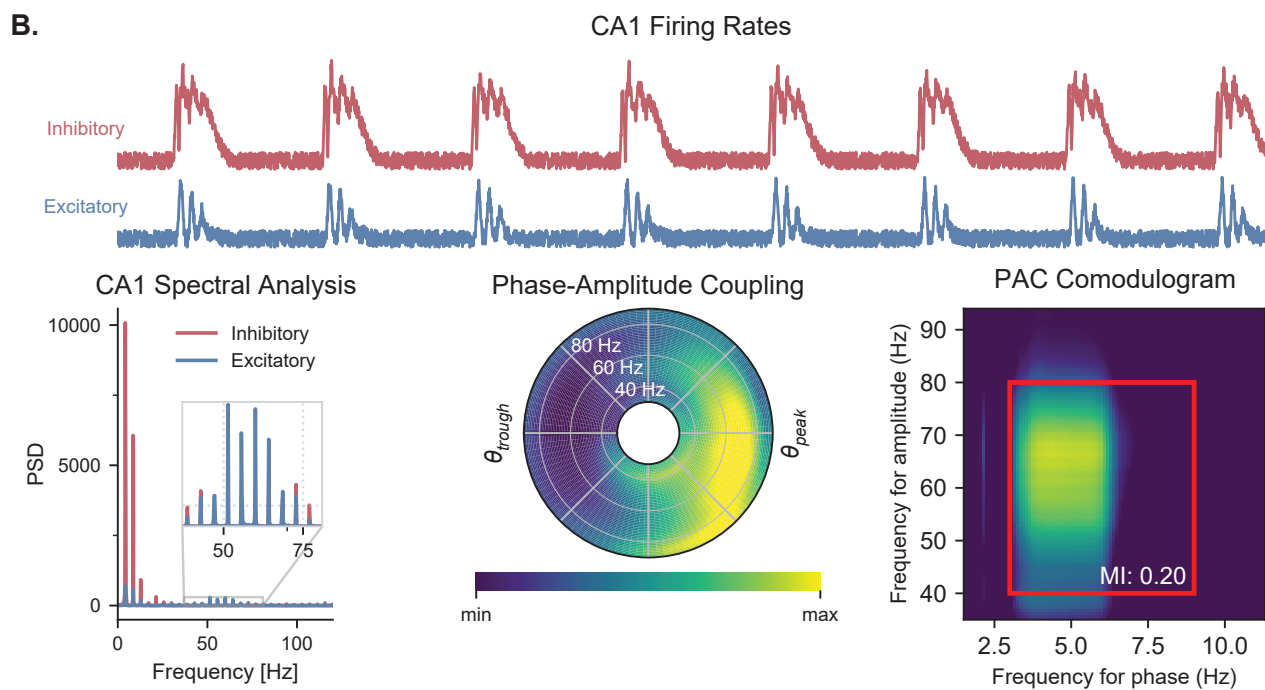 B.
CA1 Firing Rates
Inhibitory
Excitatory
CA1 Spectral Analysis
PSD
10000
5000
0
Inhibitory
Excitatory
50 75
0 50 100
Frequency [Hz]
Phase-Amplitude Coupling
80 Hz
60 Hz
40 Hz
θtrough
θpeak
min max
PAC Comodulogram
Frequency for amplitude (Hz)
90
80
70
60
50
40
MI: 0.20
2.5 5.0 7.5 10.0
Frequency for phase (Hz)